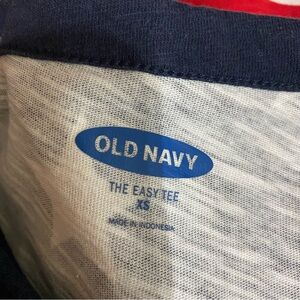 OLD NAVY
THE EASY TEE
XS
MADE IN INDONESIA